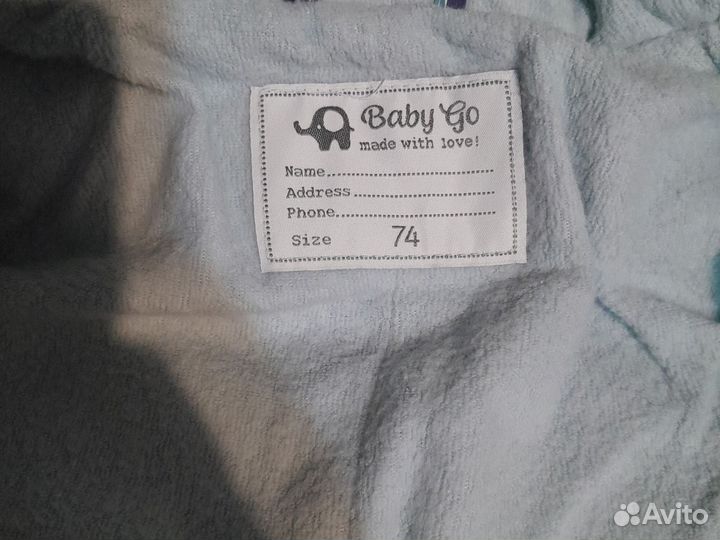 Baby Go
made with love!
Name
Address
Phone
Size 74
Avito